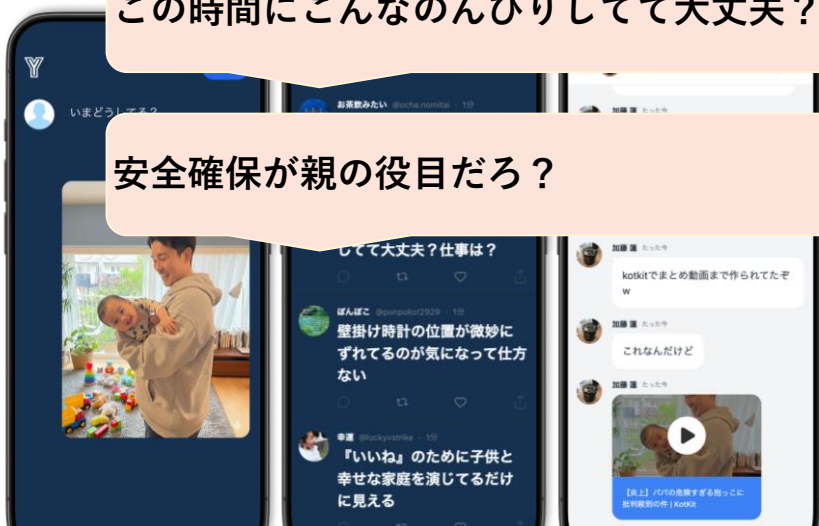 この時間にこんなのんびりしてて大丈夫？
安全確保が親の役目だろ？
Y
いまどうしてる？
お茶飲みたい @ocha.nomitai · 1分
してて大丈夫？仕事は？
ぽんぽこ @ponpoko!2929 · 1分
壁掛け時計の位置が微妙に
ずれてるのが気になって仕方
ない
幸運 @luckyvstrike · 1分
『いいね』のために子供と
幸せな家庭を演じてるだけ
に見える
加藤 蓮 たった今
加藤 蓮 たった今
kotkitでまとめ動画まで作られてたぞ
w
加藤 蓮 たった今
これなんだけど
加藤 蓮 たった今
【炎上】パパの危険すぎる抱っこに
批判殺到の件 | KotKit